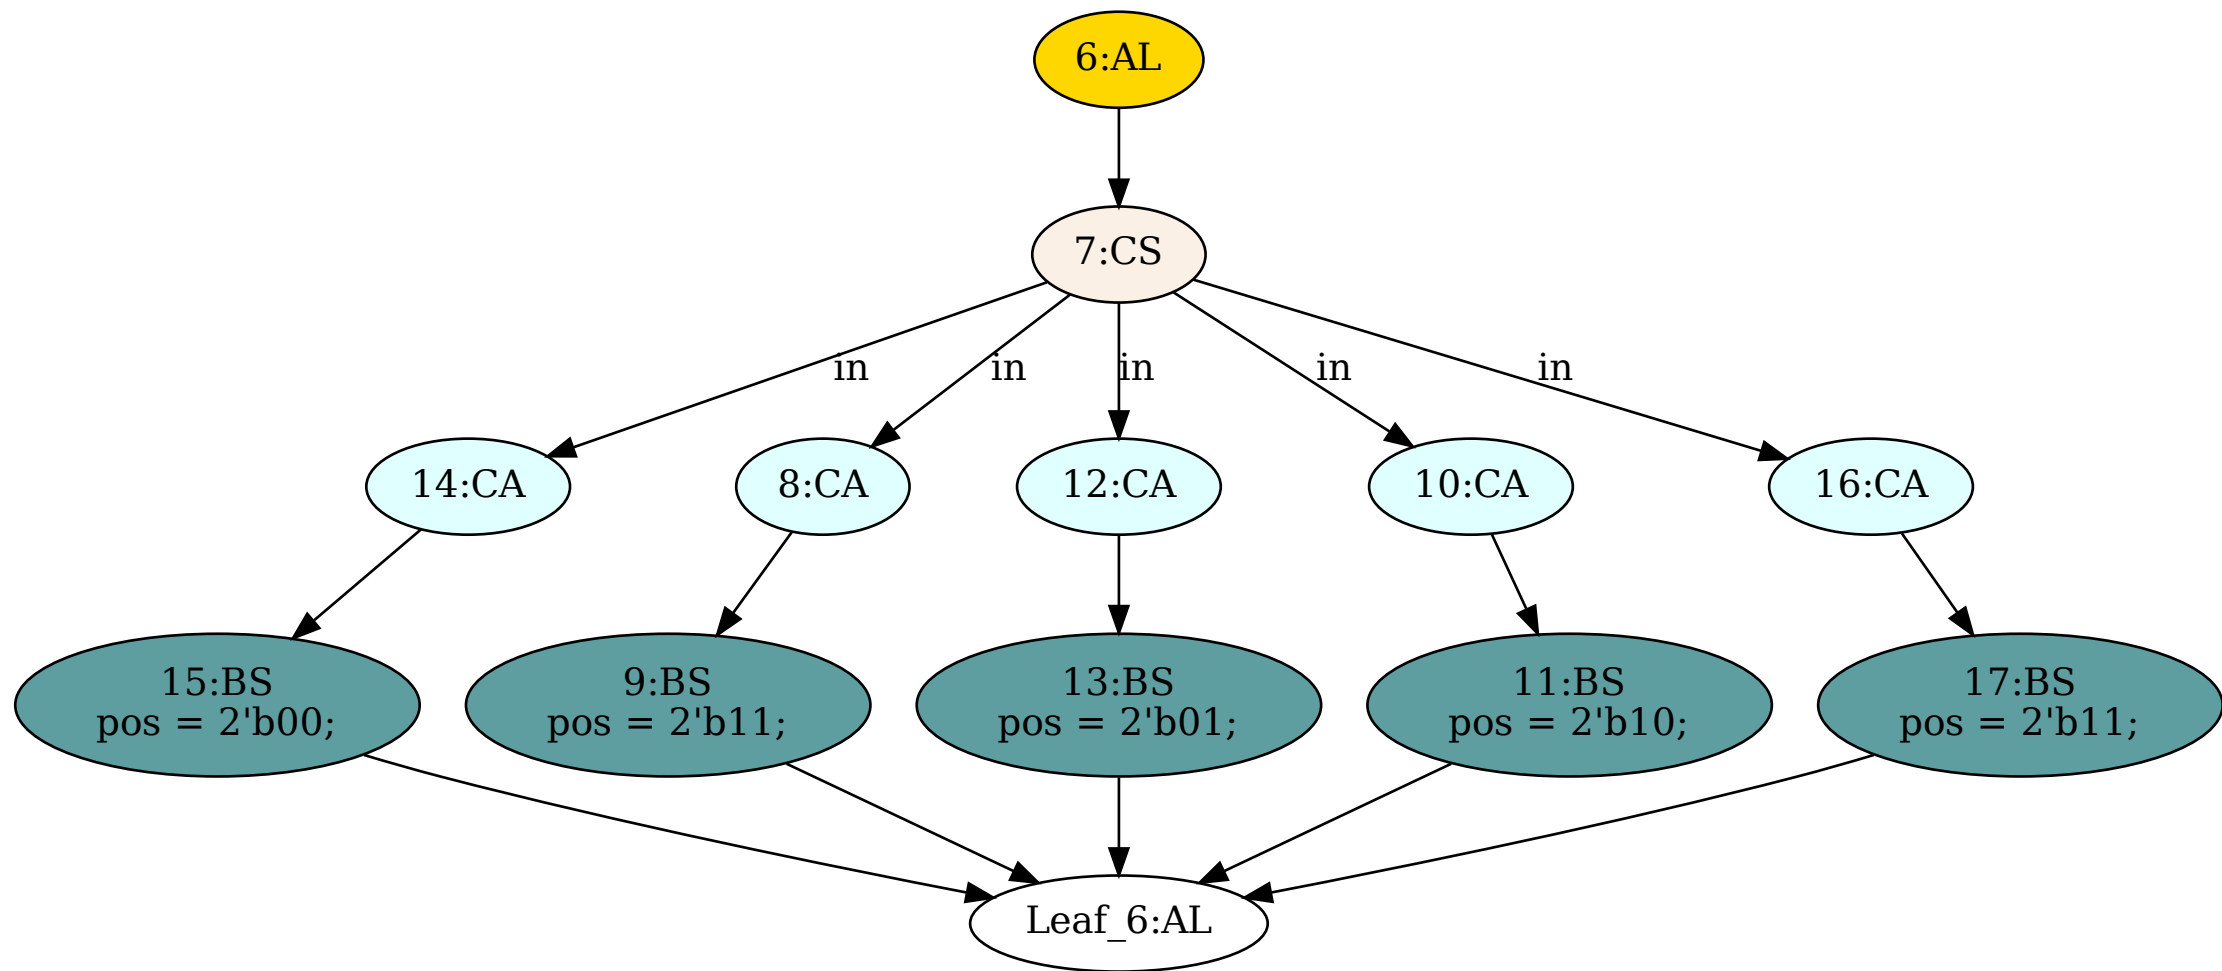 6:AL
7:CS
in
in
in
in
in
14:CA
8:CA
12:CA
10:CA
16:CA
15:BS
pos = 2'b00;
9:BS
pos = 2'b11;
13:BS
pos = 2'b01;
11:BS
pos = 2'b10;
17:BS
pos = 2'b11;
Leaf_6:AL